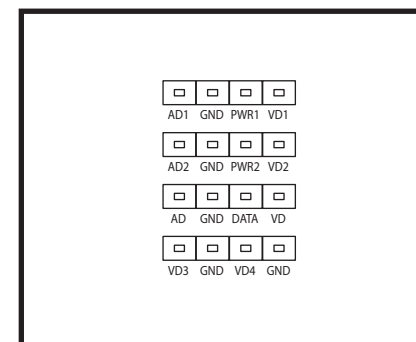 AD1 GND PWR1 VD1
AD2 GND PWR2 VD2
AD GND DATA VD
VD3 GND VD4 GND